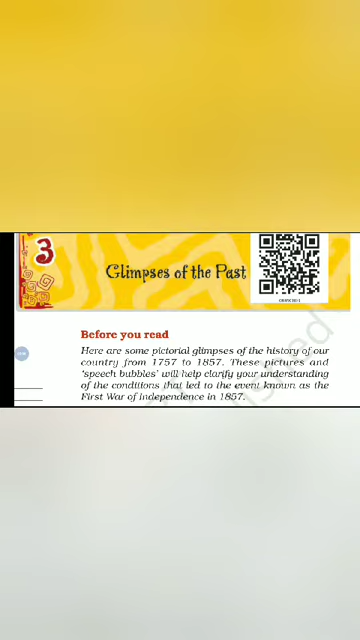 3
Glimpses of the Past
Before you read
Here are some pictorial glimpses of the history of our
country from 1757 to 1857. These pictures and
'speech bubbles' will help clarify your understanding
of the conditions that led to the event known as the
First War of Independence in 1857.